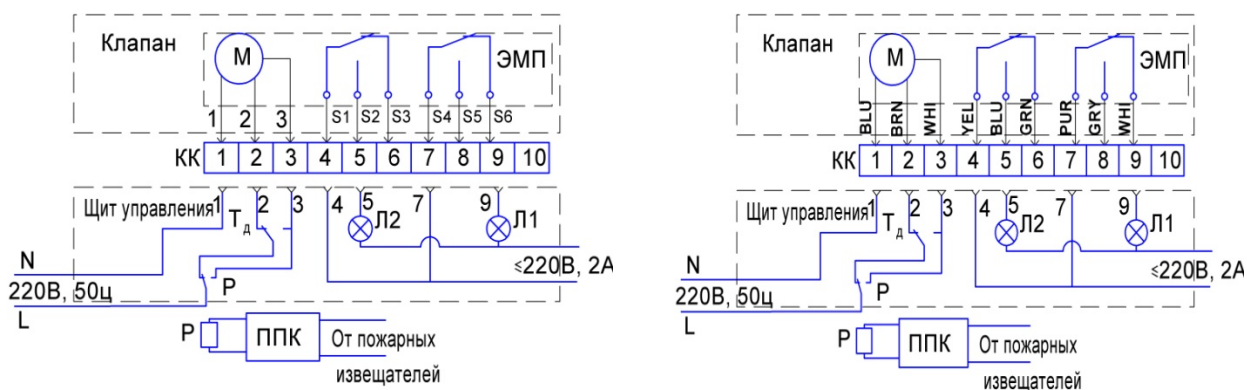 Клапан
М
ЭМП
1 2 3 S1 S2 S3 S4 S5 S6
КК 1 2 3 4 5 6 7 8 9 10
Щит управления 1 2 3 4 5 7 9
Тд Л2 Л1
N
≤220В, 2А
220В, 50ц Р
L
Р ППК От пожарных
извещателей
Клапан
М
ЭМП
BLU BRN WHI YEL BLU GRN PUR GRY WHI
КК 1 2 3 4 5 6 7 8 9 10
Щит управления 1 2 3 4 5 7 9
Тд Л2 Л1
N
≤220В, 2А
220В, 50ц Р
L
Р ППК От пожарных
извещателей